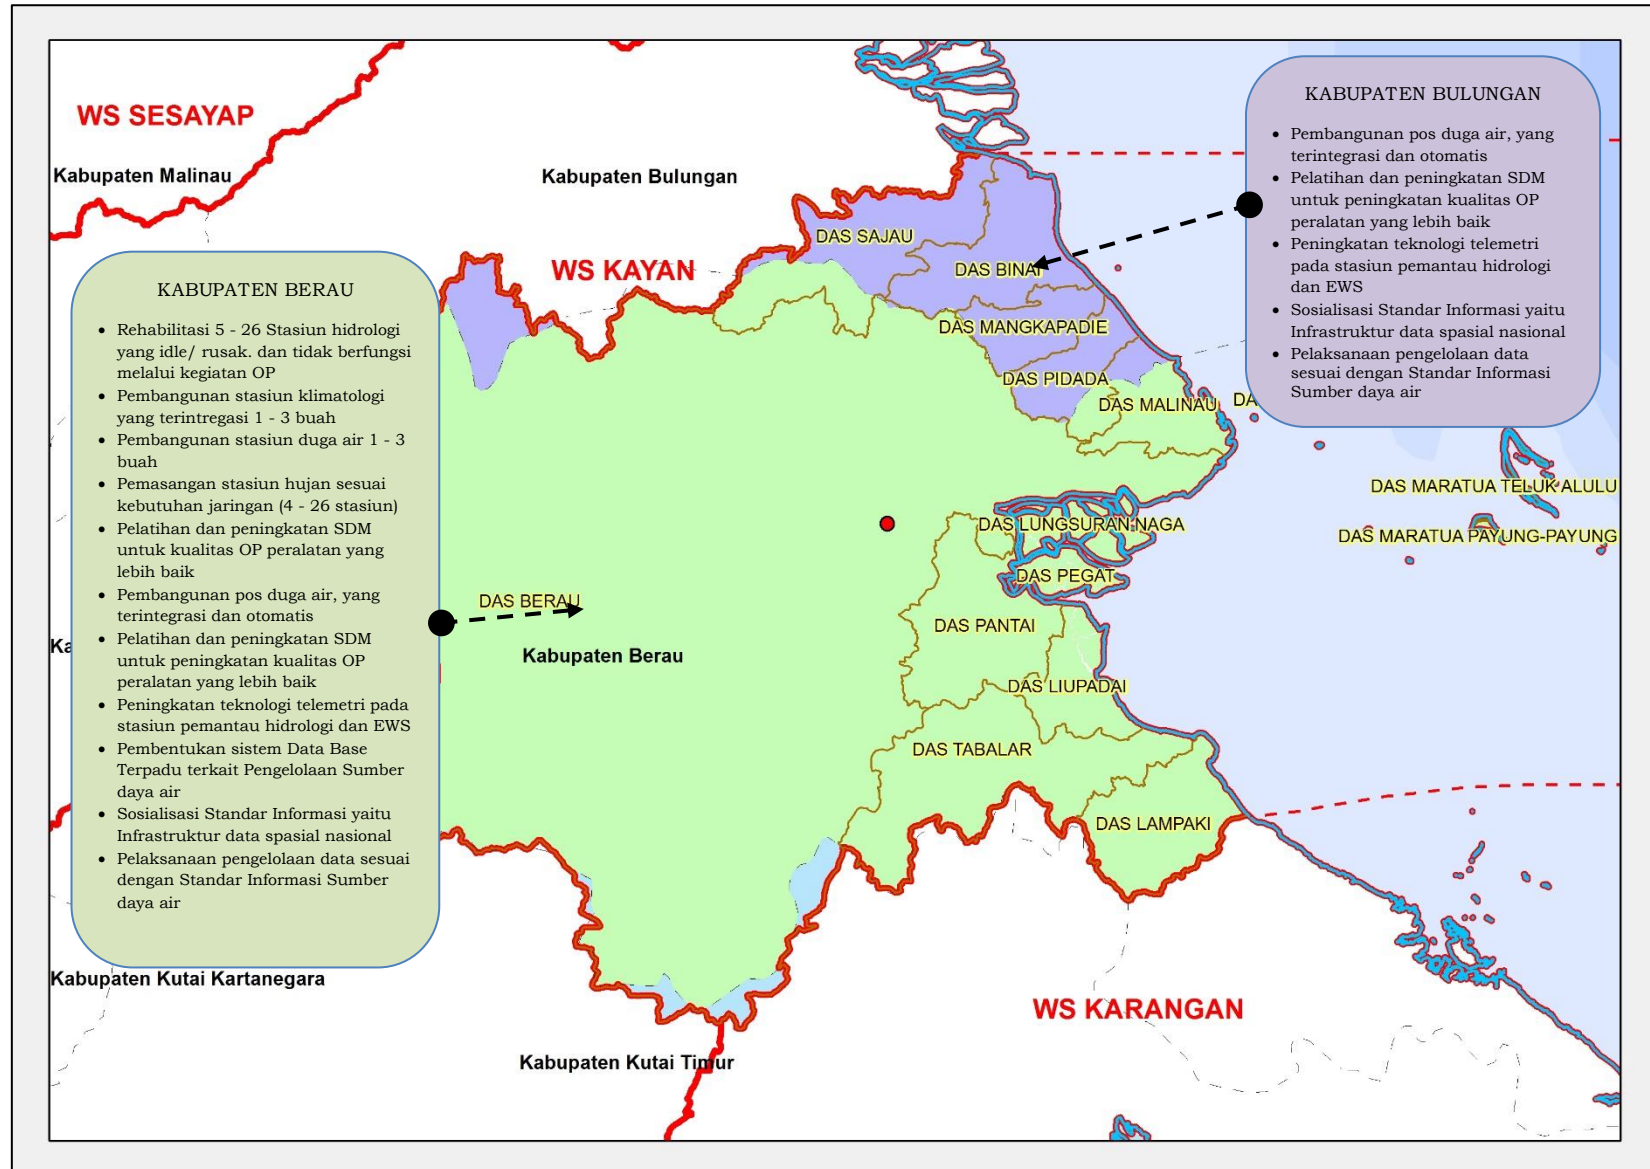 WS SESAYAP
Kabupaten Malinau
Kabupaten Bulungan
WS KAYAN
DAS SAJAU
DAS BINAI
DAS MANGKAPADIE
DAS PIDADA
DAS MALINAU
KABUPATEN BULUNGAN
• Pembangunan pos duga air, yang
terintegrasi dan otomatis
• Pelatihan dan peningkatan SDM
untuk peningkatan kualitas OP
peralatan yang lebih baik
• Peningkatan teknologi telemetri
pada stasiun pemantau hidrologi
dan EWS
• Sosialisasi Standar Informasi yaitu
Infrastruktur data spasial nasional
• Pelaksanaan pengelolaan data
sesuai dengan Standar Informasi
Sumber daya air
KABUPATEN BERAU
• Rehabilitasi 5 - 26 Stasiun hidrologi
yang idle/ rusak. dan tidak berfungsi
melalui kegiatan OP
• Pembangunan stasiun klimatologi
yang terintregasi 1 - 3 buah
• Pembangunan stasiun duga air 1 - 3
buah
• Pemasangan stasiun hujan sesuai
kebutuhan jaringan (4 - 26 stasiun)
• Pelatihan dan peningkatan SDM
untuk kualitas OP peralatan yang
lebih baik
• Pembangunan pos duga air, yang
terintegrasi dan otomatis
• Pelatihan dan peningkatan SDM
untuk peningkatan kualitas OP
peralatan yang lebih baik
• Peningkatan teknologi telemetri pada
stasiun pemantau hidrologi dan EWS
• Pembentukan sistem Data Base
Terpadu terkait Pengelolaan Sumber
daya air
• Sosialisasi Standar Informasi yaitu
Infrastruktur data spasial nasional
• Pelaksanaan pengelolaan data sesuai
dengan Standar Informasi Sumber
daya air
DAS MARATUA TELUK ALULU
DAS MARATUA PAYUNG-PAYUNG
DAS LUNGSURAN NAGA
DAS PEGAT
DAS BERAU
Kabupaten Berau
DAS PANTAI
DAS LIUPADAI
DAS TABALAR
DAS LAMPAKI
Kabupaten Kutai Kartanegara
WS KARANGAN
Kabupaten Kutai Timur